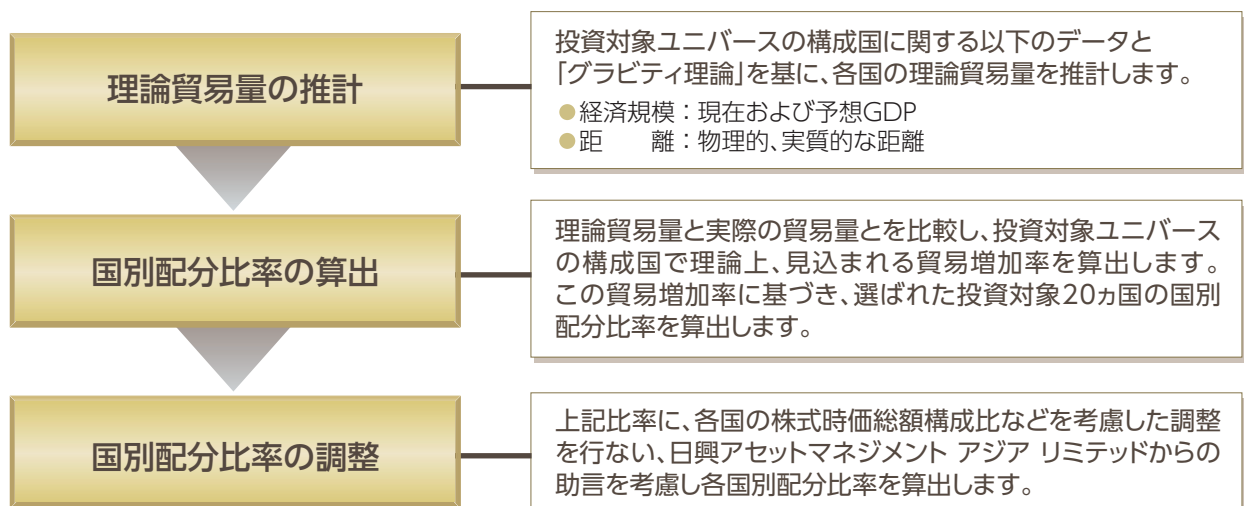 理論貿易量の推計
投資対象ユニバースの構成国に関する以下のデータと
「グラビティ理論」を基に、各国の理論貿易量を推計します。
●経済規模：現在および予想GDP
●距　　離：物理的、実質的な距離
国別配分比率の算出
理論貿易量と実際の貿易量とを比較し、投資対象ユニバース
の構成国で理論上、見込まれる貿易増加率を算出します。
この貿易増加率に基づき、選ばれた投資対象20ヵ国の国別
配分比率を算出します。
国別配分比率の調整
上記比率に、各国の株式時価総額構成比などを考慮した調整
を行ない、日興アセットマネジメント アジア リミテッドからの
助言を考慮し各国別配分比率を算出します。